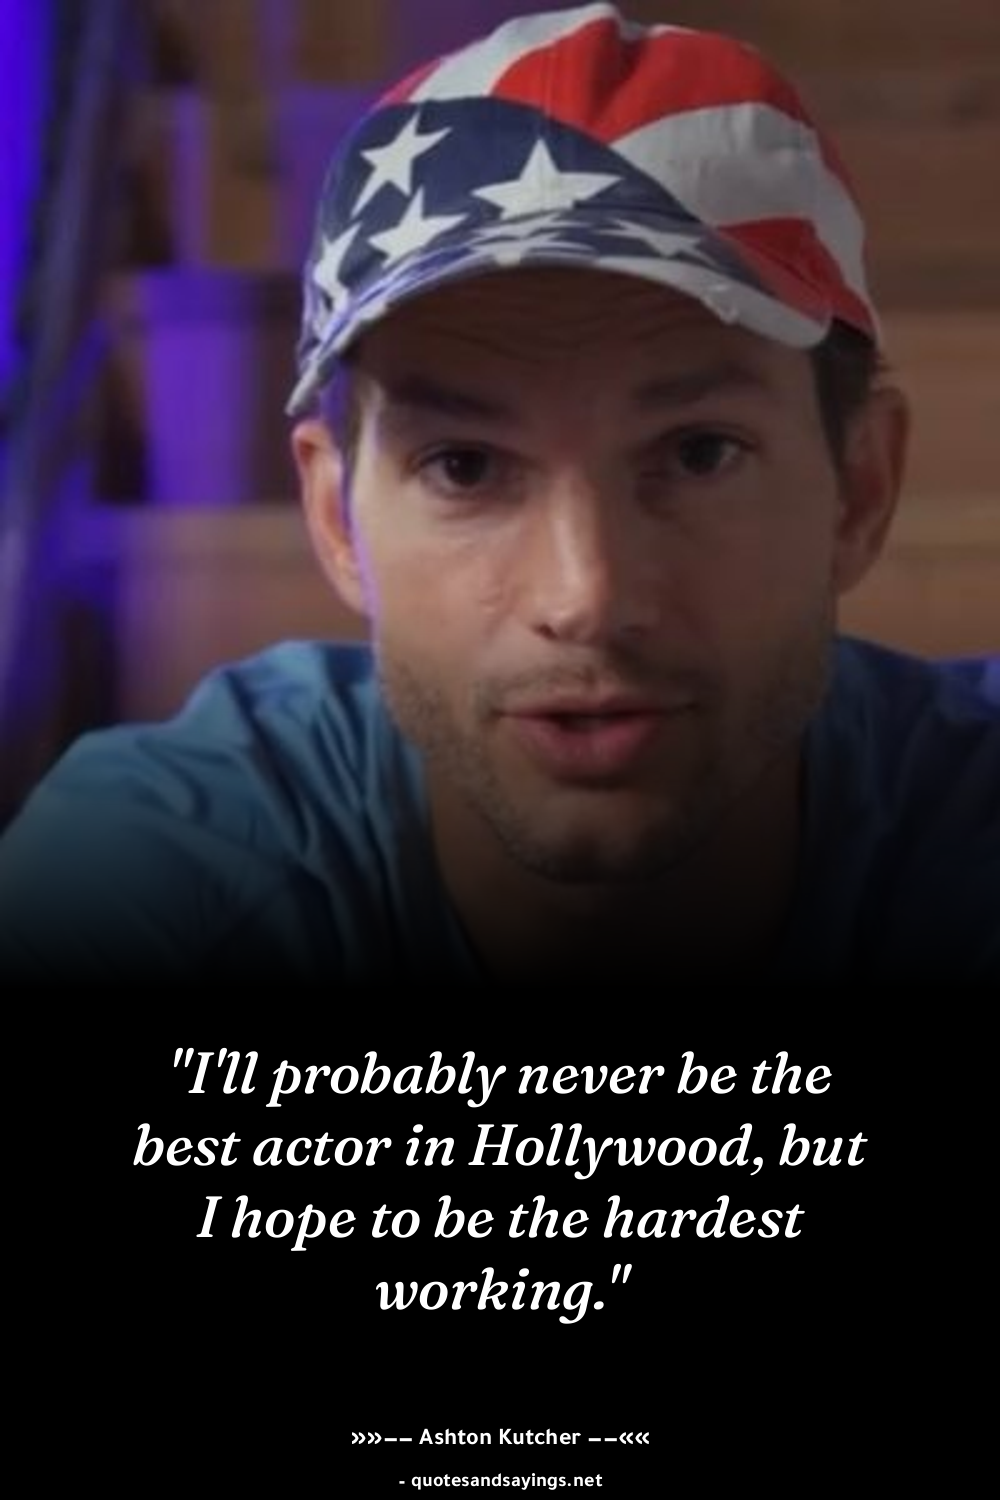 "I'll probably never be the
best actor in Hollywood, but
I hope to be the hardest
working."
»»–– Ashton Kutcher ––««
- quotesandsayings.net